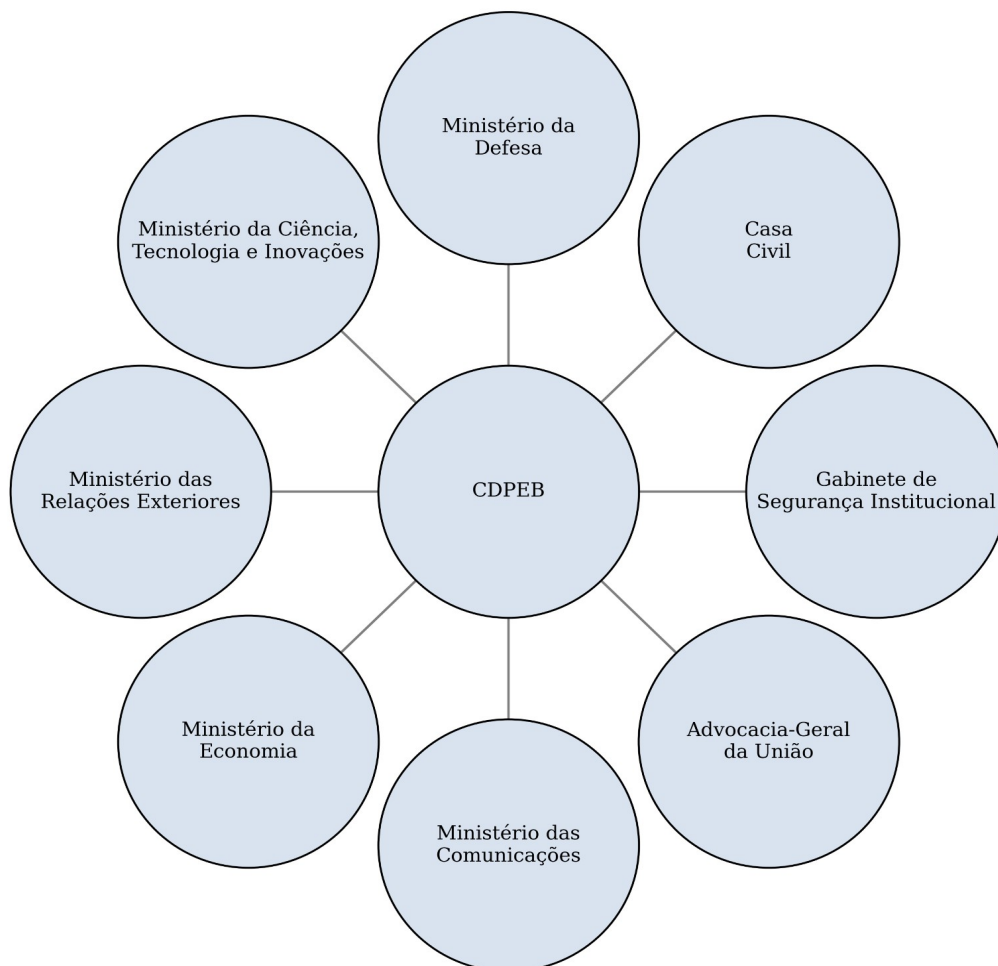 Ministério da
Defesa
Ministério da Ciência,
Tecnologia e Inovações
Casa
Civil
Ministério das
Relações Exteriores
CDPEB
Gabinete de
Segurança Institucional
Ministério da
Economia
Advocacia-Geral
da União
Ministério das
Comunicações